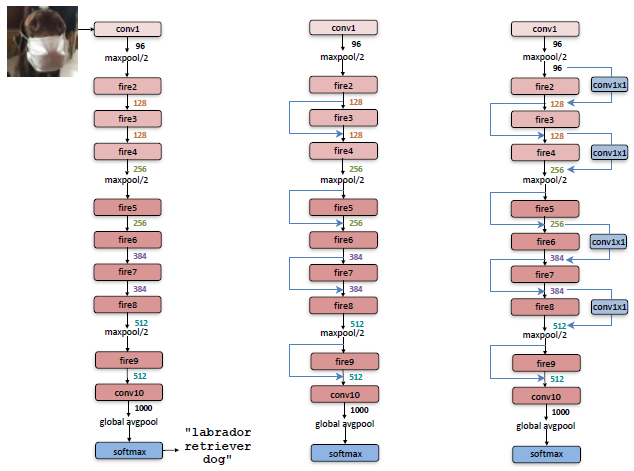 conv1
96
maxpool/2
fire2
128
fire3
128
fire4
256
maxpool/2
fire5
256
fire6
384
fire7
384
fire8
512
maxpool/2
fire9
512
conv10
1000
global avgpool
softmax
"labrador
retriever
dog"
conv1
96
maxpool/2
fire2
128
fire3
128
fire4
256
maxpool/2
fire5
256
fire6
384
fire7
384
fire8
512
maxpool/2
fire9
512
conv10
1000
global avgpool
softmax
conv1
96
maxpool/2
96
conv1x1
fire2
128
fire3
128
conv1x1
fire4
256
maxpool/2
fire5
256
conv1x1
fire6
384
fire7
384
conv1x1
fire8
512
maxpool/2
fire9
512
conv10
1000
global avgpool
softmax